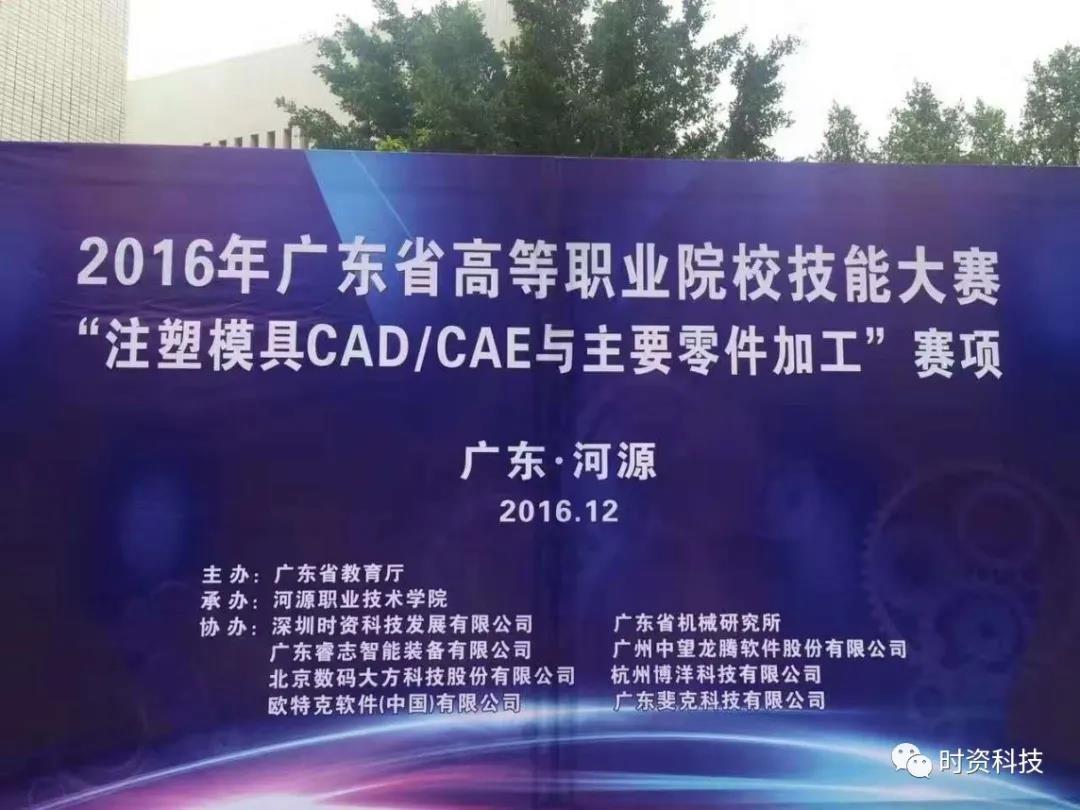 2016年广东省高等职业院校技能大赛
“注塑模具CAD/CAE与主要零件加工”赛项
广东·河源
2016.12
主办：广东省教育厅
承办：河源职业技术学院
协办：深圳时资科技发展有限公司 广东省机械研究所
广东睿志智能装备有限公司 广州中望龙腾软件股份有限公司
北京数码大方科技股份有限公司 杭州博洋科技有限公司
欧特克软件(中国)有限公司 广东斐克科技有限公司
时资科技